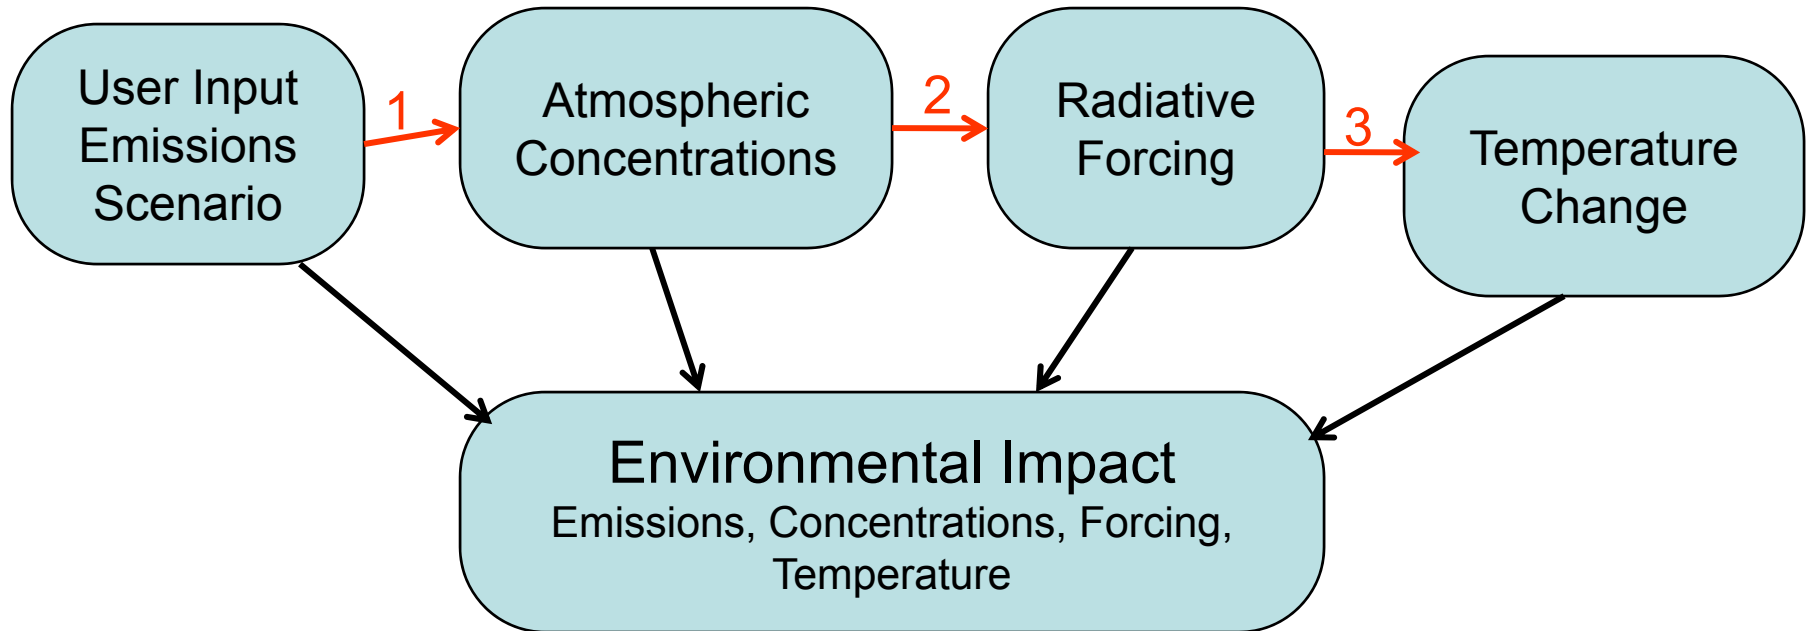 User Input
Emissions
Scenario
1
Atmospheric
Concentrations
2
Radiative
Forcing
3
Temperature
Change
Environmental Impact
Emissions, Concentrations, Forcing,
Temperature